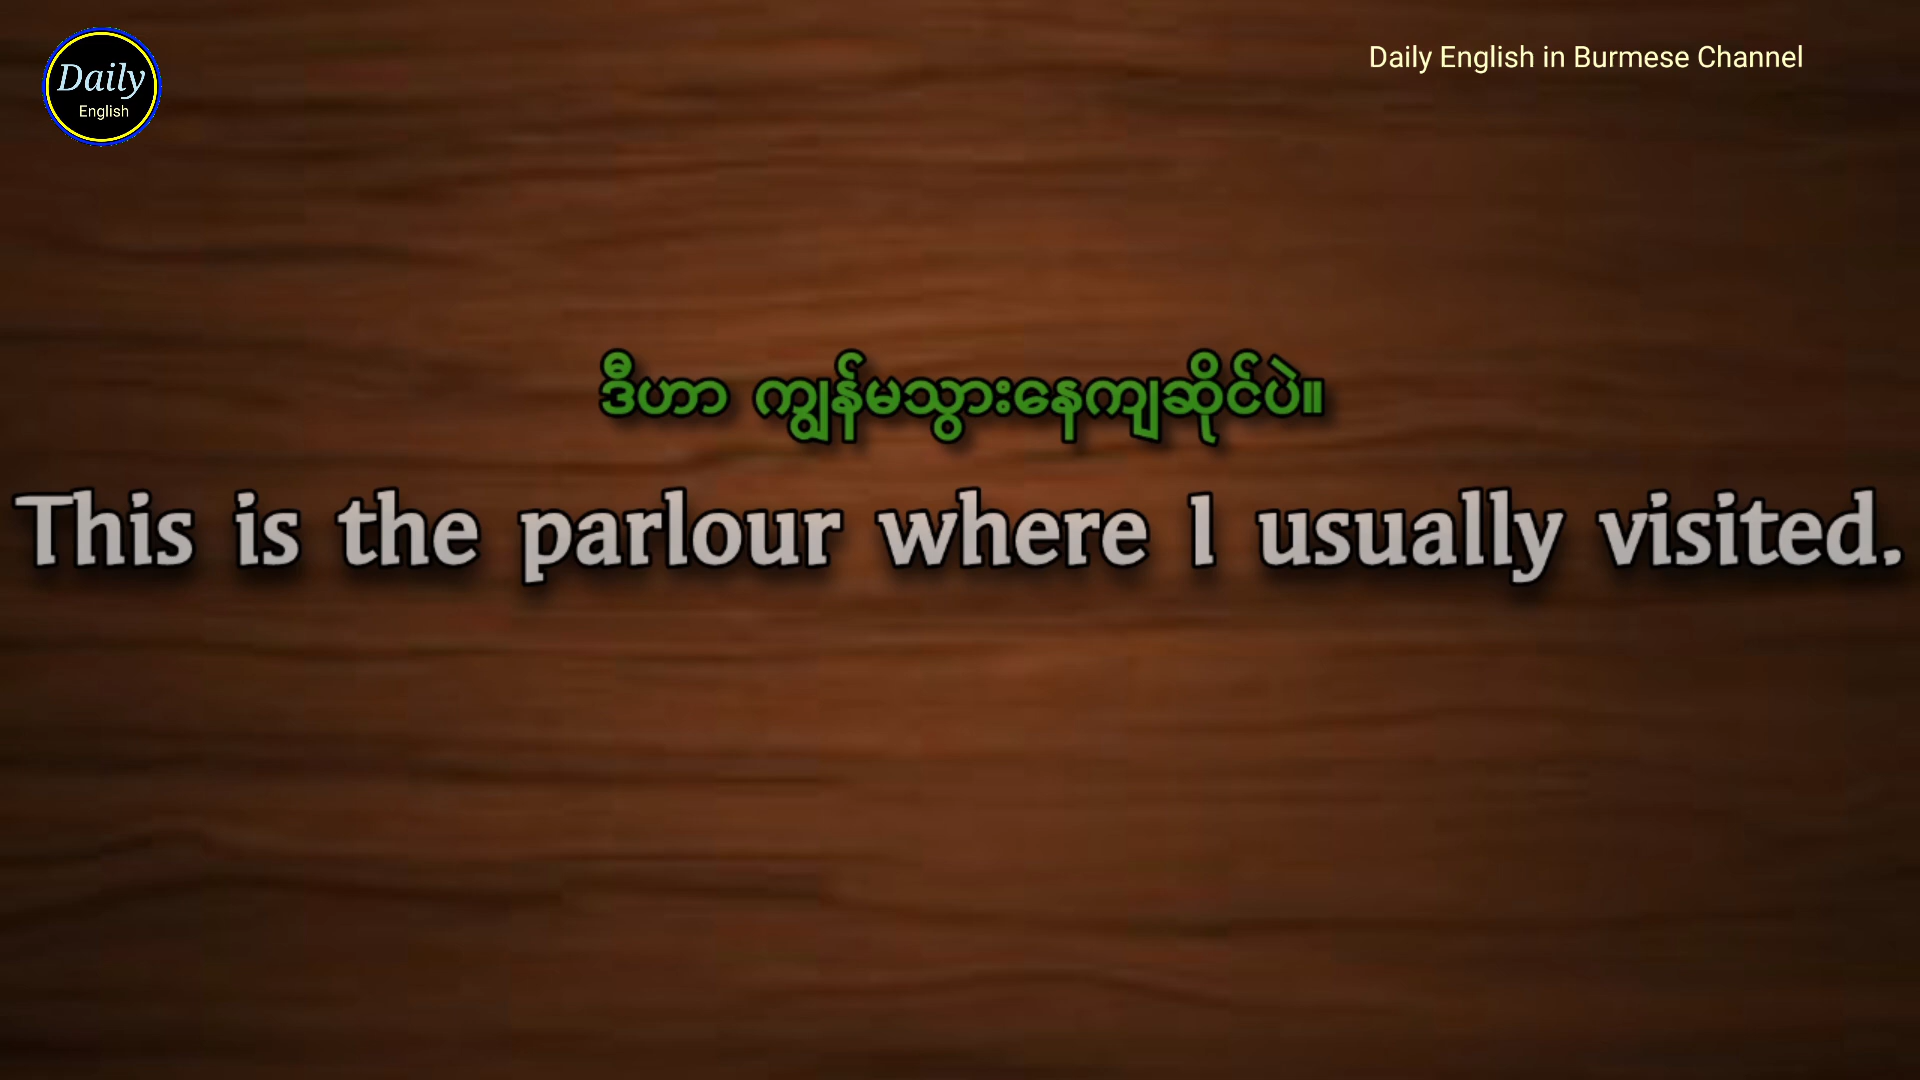 Daily
English
Daily English in Burmese Channel
ဒီဟာ ကျွန်မသွားနေကျဆိုင်ပဲ။
This is the parlour where I usually visited.